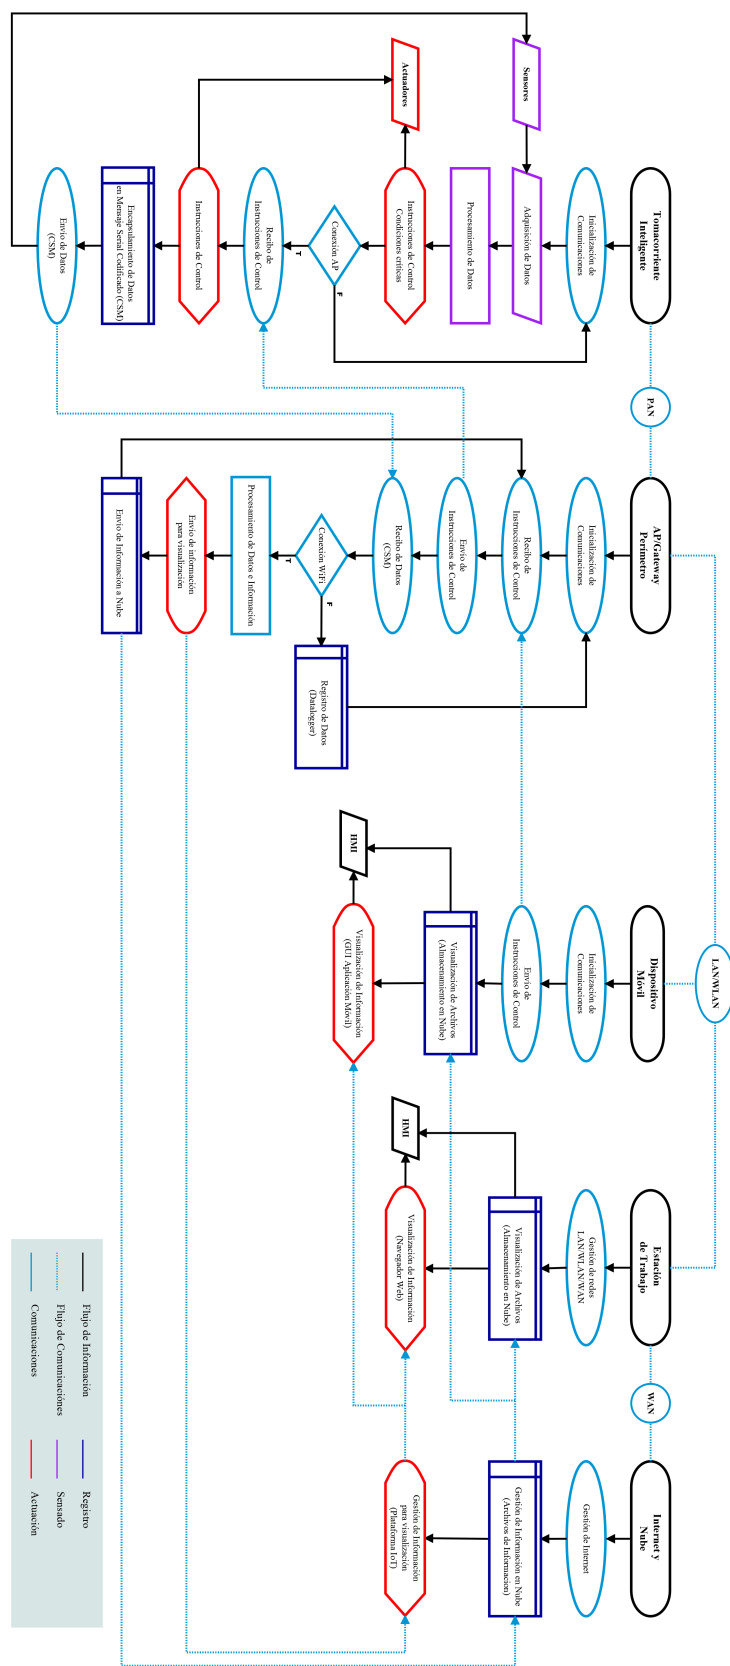 Tomacorriente
Inteligente
Inicialización de
Comunicaciones
Sensores
Adquisición de Datos
Procesamiento de Datos
Actuadores
Instrucciones de Control
Condiciones críticas
Conexión AP
T
F
Recibo de
Instrucciones de Control
Instrucciones de Control
Encapsulamiento de Datos
en Mensaje Serial Codificado (CSM)
Envío de Datos
(CSM)
PAN
AP/Gateway
Perímetro
Inicialización de
Comunicaciones
Recibo de
Instrucciones de Control
Envío de
Instrucciones de Control
Recibo de Datos
(CSM)
Conexión WiFi
T
F
Registro de Datos
(Datalogger)
Procesamiento de Datos e Información
Envío de información
para visualización
Envío de Información a Nube
LAN/WLAN
Dispositivo
Móvil
Inicialización de
Comunicaciones
Envío de
Instrucciones de Control
Visualización de Archivos
(Almacenamiento en Nube)
Visualización de Información
(GUI Aplicación Móvil)
HMI
Estación
de Trabajo
Gestión de redes
LAN/WLAN/WAN
Visualización de Archivos
(Almacenamiento en Nube)
Visualización de Información
(Navegador Web)
HMI
WAN
Internet y
Nube
Gestión de Internet
Gestión de Información en Nube
(Archivos de Informacion)
Gestión de Información
para visualización
(Plataforma IoT)
Flujo de Información
Flujo de Comunicaciónes
Comunicaciones
Registro
Sensado
Actuación